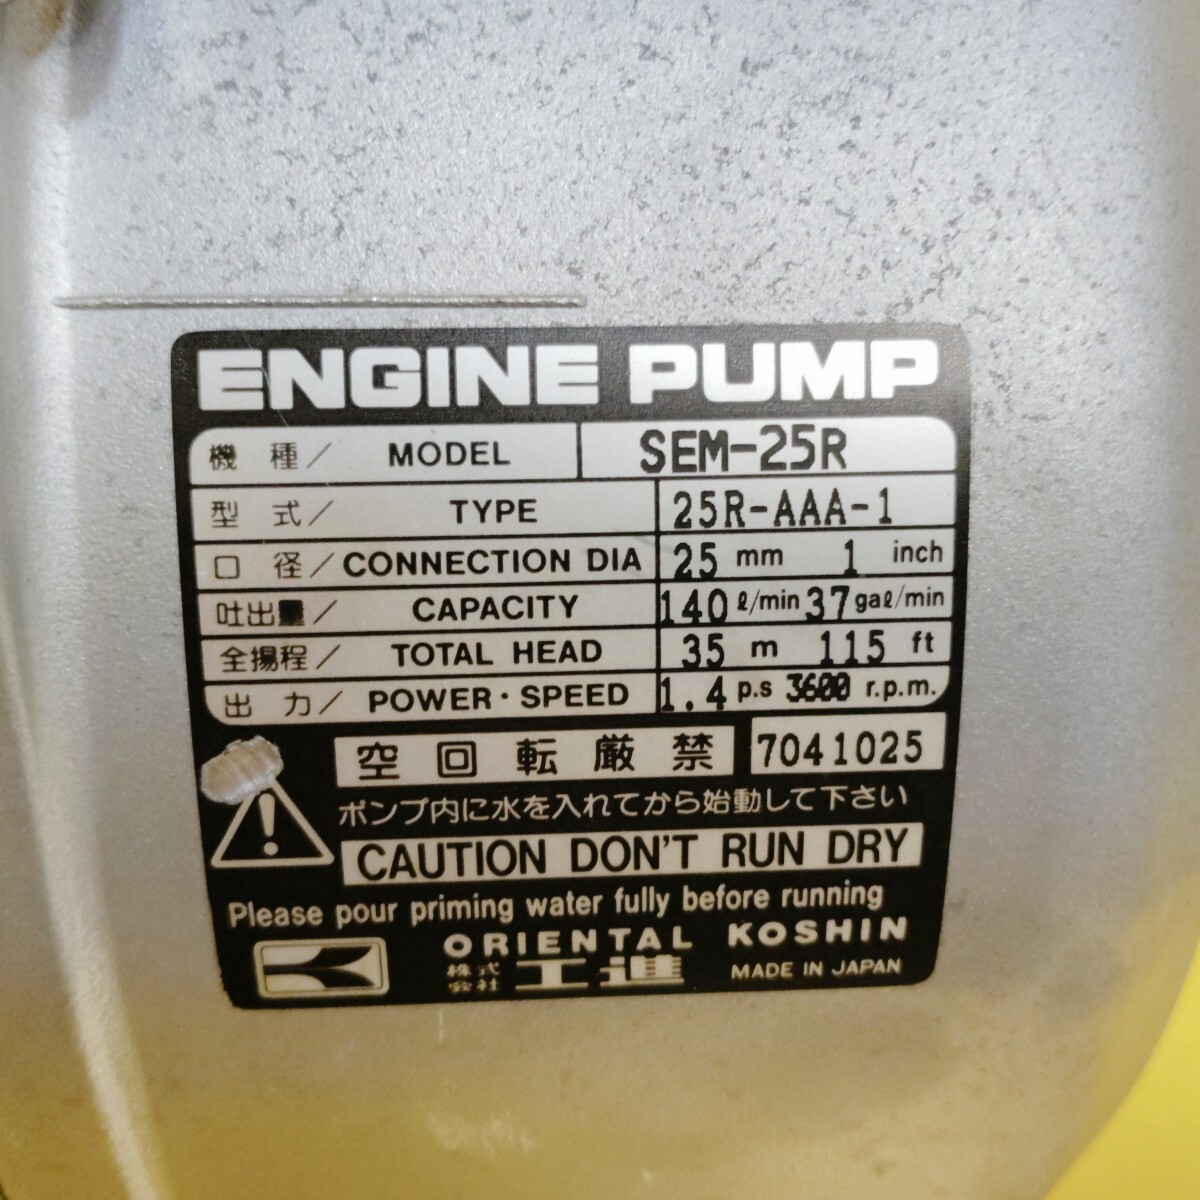 ENGINE PUMP
機種/ MODEL SEM-25R
型式/ TYPE 25R-AAA-1
口径/ CONNECTION DIA 25 mm 1 inch
吐出量/ CAPACITY 140 ℓ/min 37 gaℓ/min
全揚程/ TOTAL HEAD 35 m 115 ft
出力/ POWER・SPEED 1.4 p.s 3600 r.p.m.
空回転厳禁 7041025
ポンプ内に水を入れてから始動して下さい
CAUTION DON'T RUN DRY
Please pour priming water fully before running
ORIENTAL KOSHIN
株式会社 工進 MADE IN JAPAN